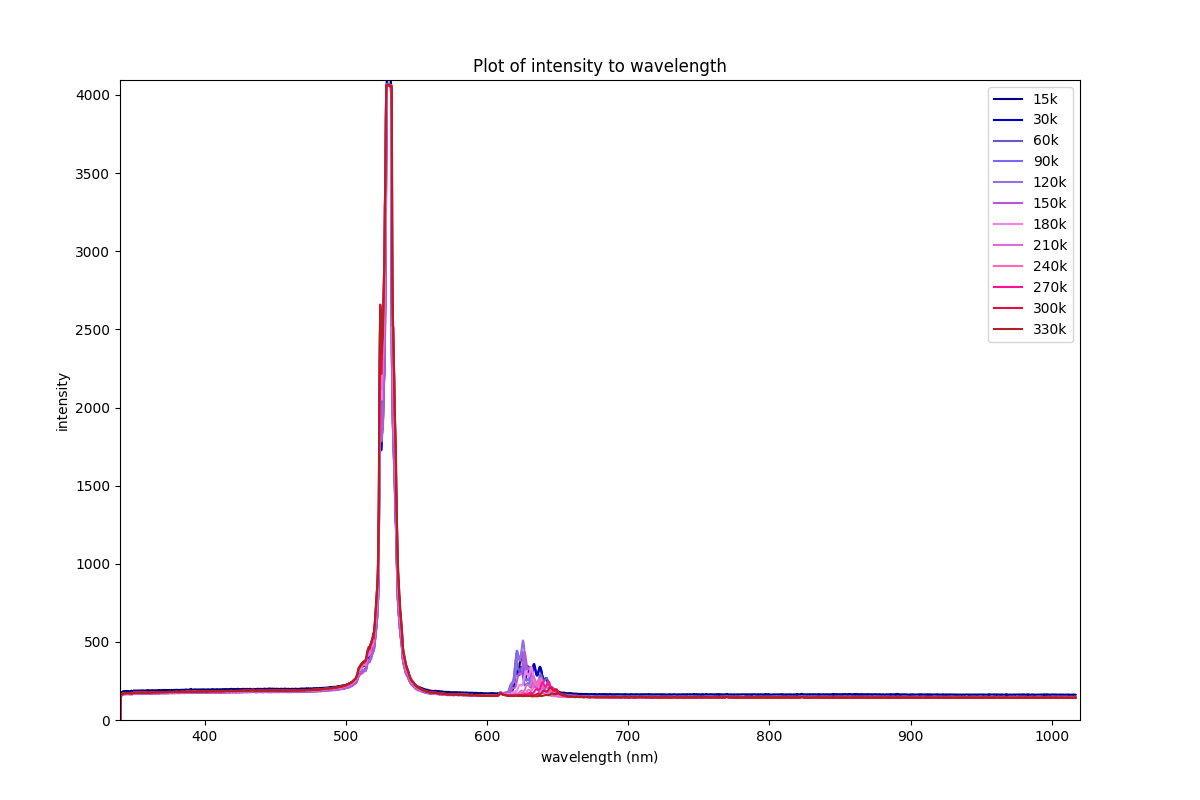 Plot of intensity to wavelength
4000
3500
3000
2500
2000
1500
1000
500
0
intensity
400
500
600
700
800
900
1000
wavelength (nm)
15k
30k
60k
90k
120k
150k
180k
210k
240k
270k
300k
330k